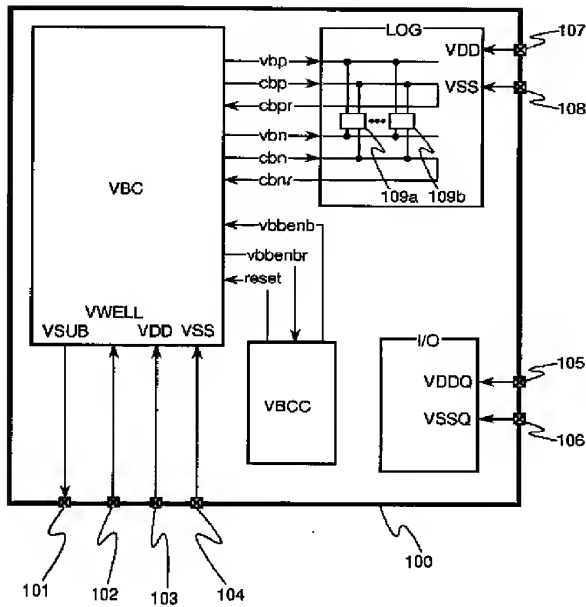 LOG
107
vbp
VDD
cbp
VSS
108
cbpr
vbn
cbn
109a
109b
VBC
cbnr
vbbenb
vbbenbr
reset
VWELL
VSUB
VDD
VSS
VBCC
I/O
VDDQ
105
VSSQ
106
100
101
102
103
104